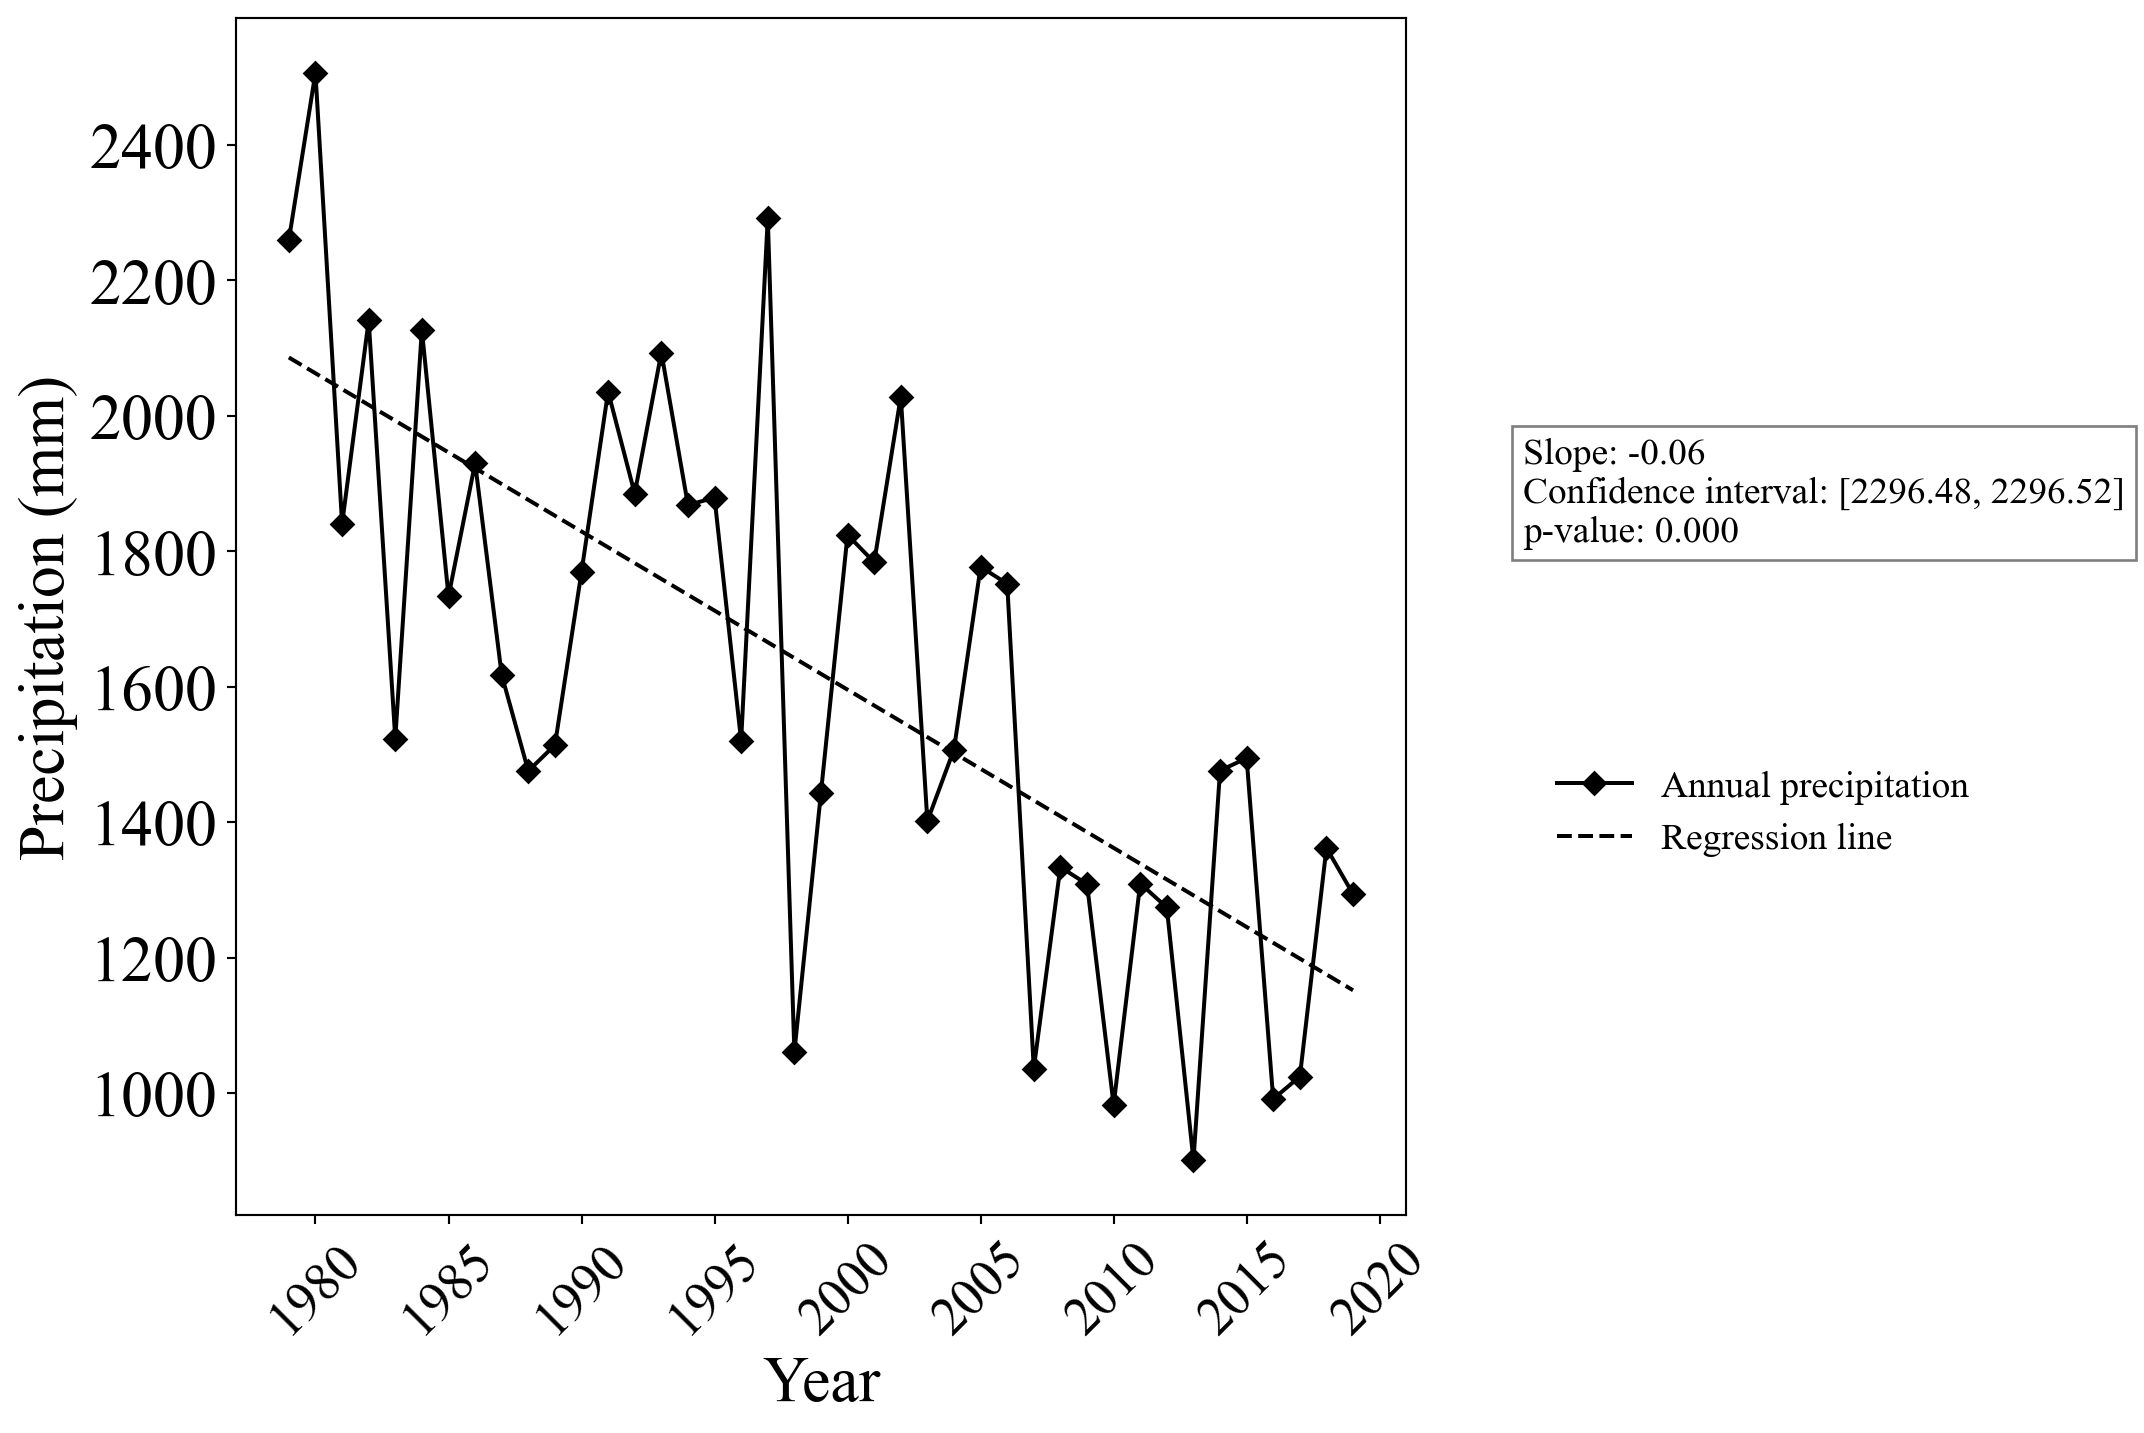 Precipitation (mm)
2400
2200
2000
1800
1600
1400
1200
1000
1980
1985
1990
1995
2000
2005
2010
2015
2020
Year
Slope: -0.06
Confidence interval: [2296.48, 2296.52]
p-value: 0.000
Annual precipitation
Regression line